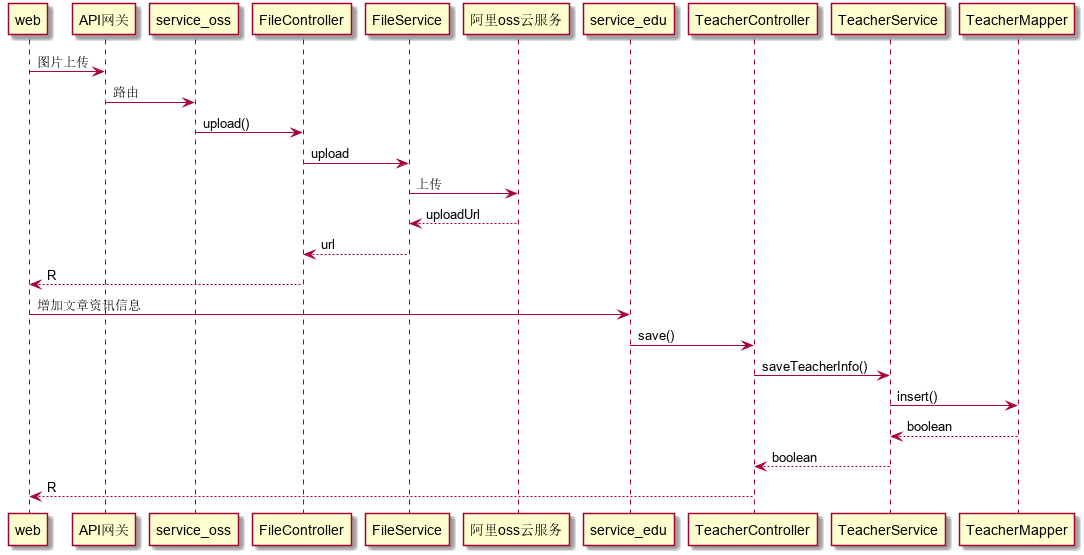 web API网关 service_oss FileController FileService 阿里oss云服务 service_edu TeacherController TeacherService TeacherMapper
图片上传
路由
upload()
upload
上传
uploadUrl
url
R
增加文章资讯信息
save()
saveTeacherInfo()
insert()
boolean
boolean
R
web API网关 service_oss FileController FileService 阿里oss云服务 service_edu TeacherController TeacherService TeacherMapper